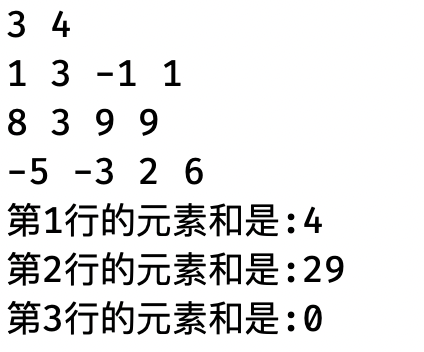 3 4
1 3 -1 1
8 3 9 9
-5 -3 2 6
第1行的元素和是:4
第2行的元素和是:29
第3行的元素和是:0